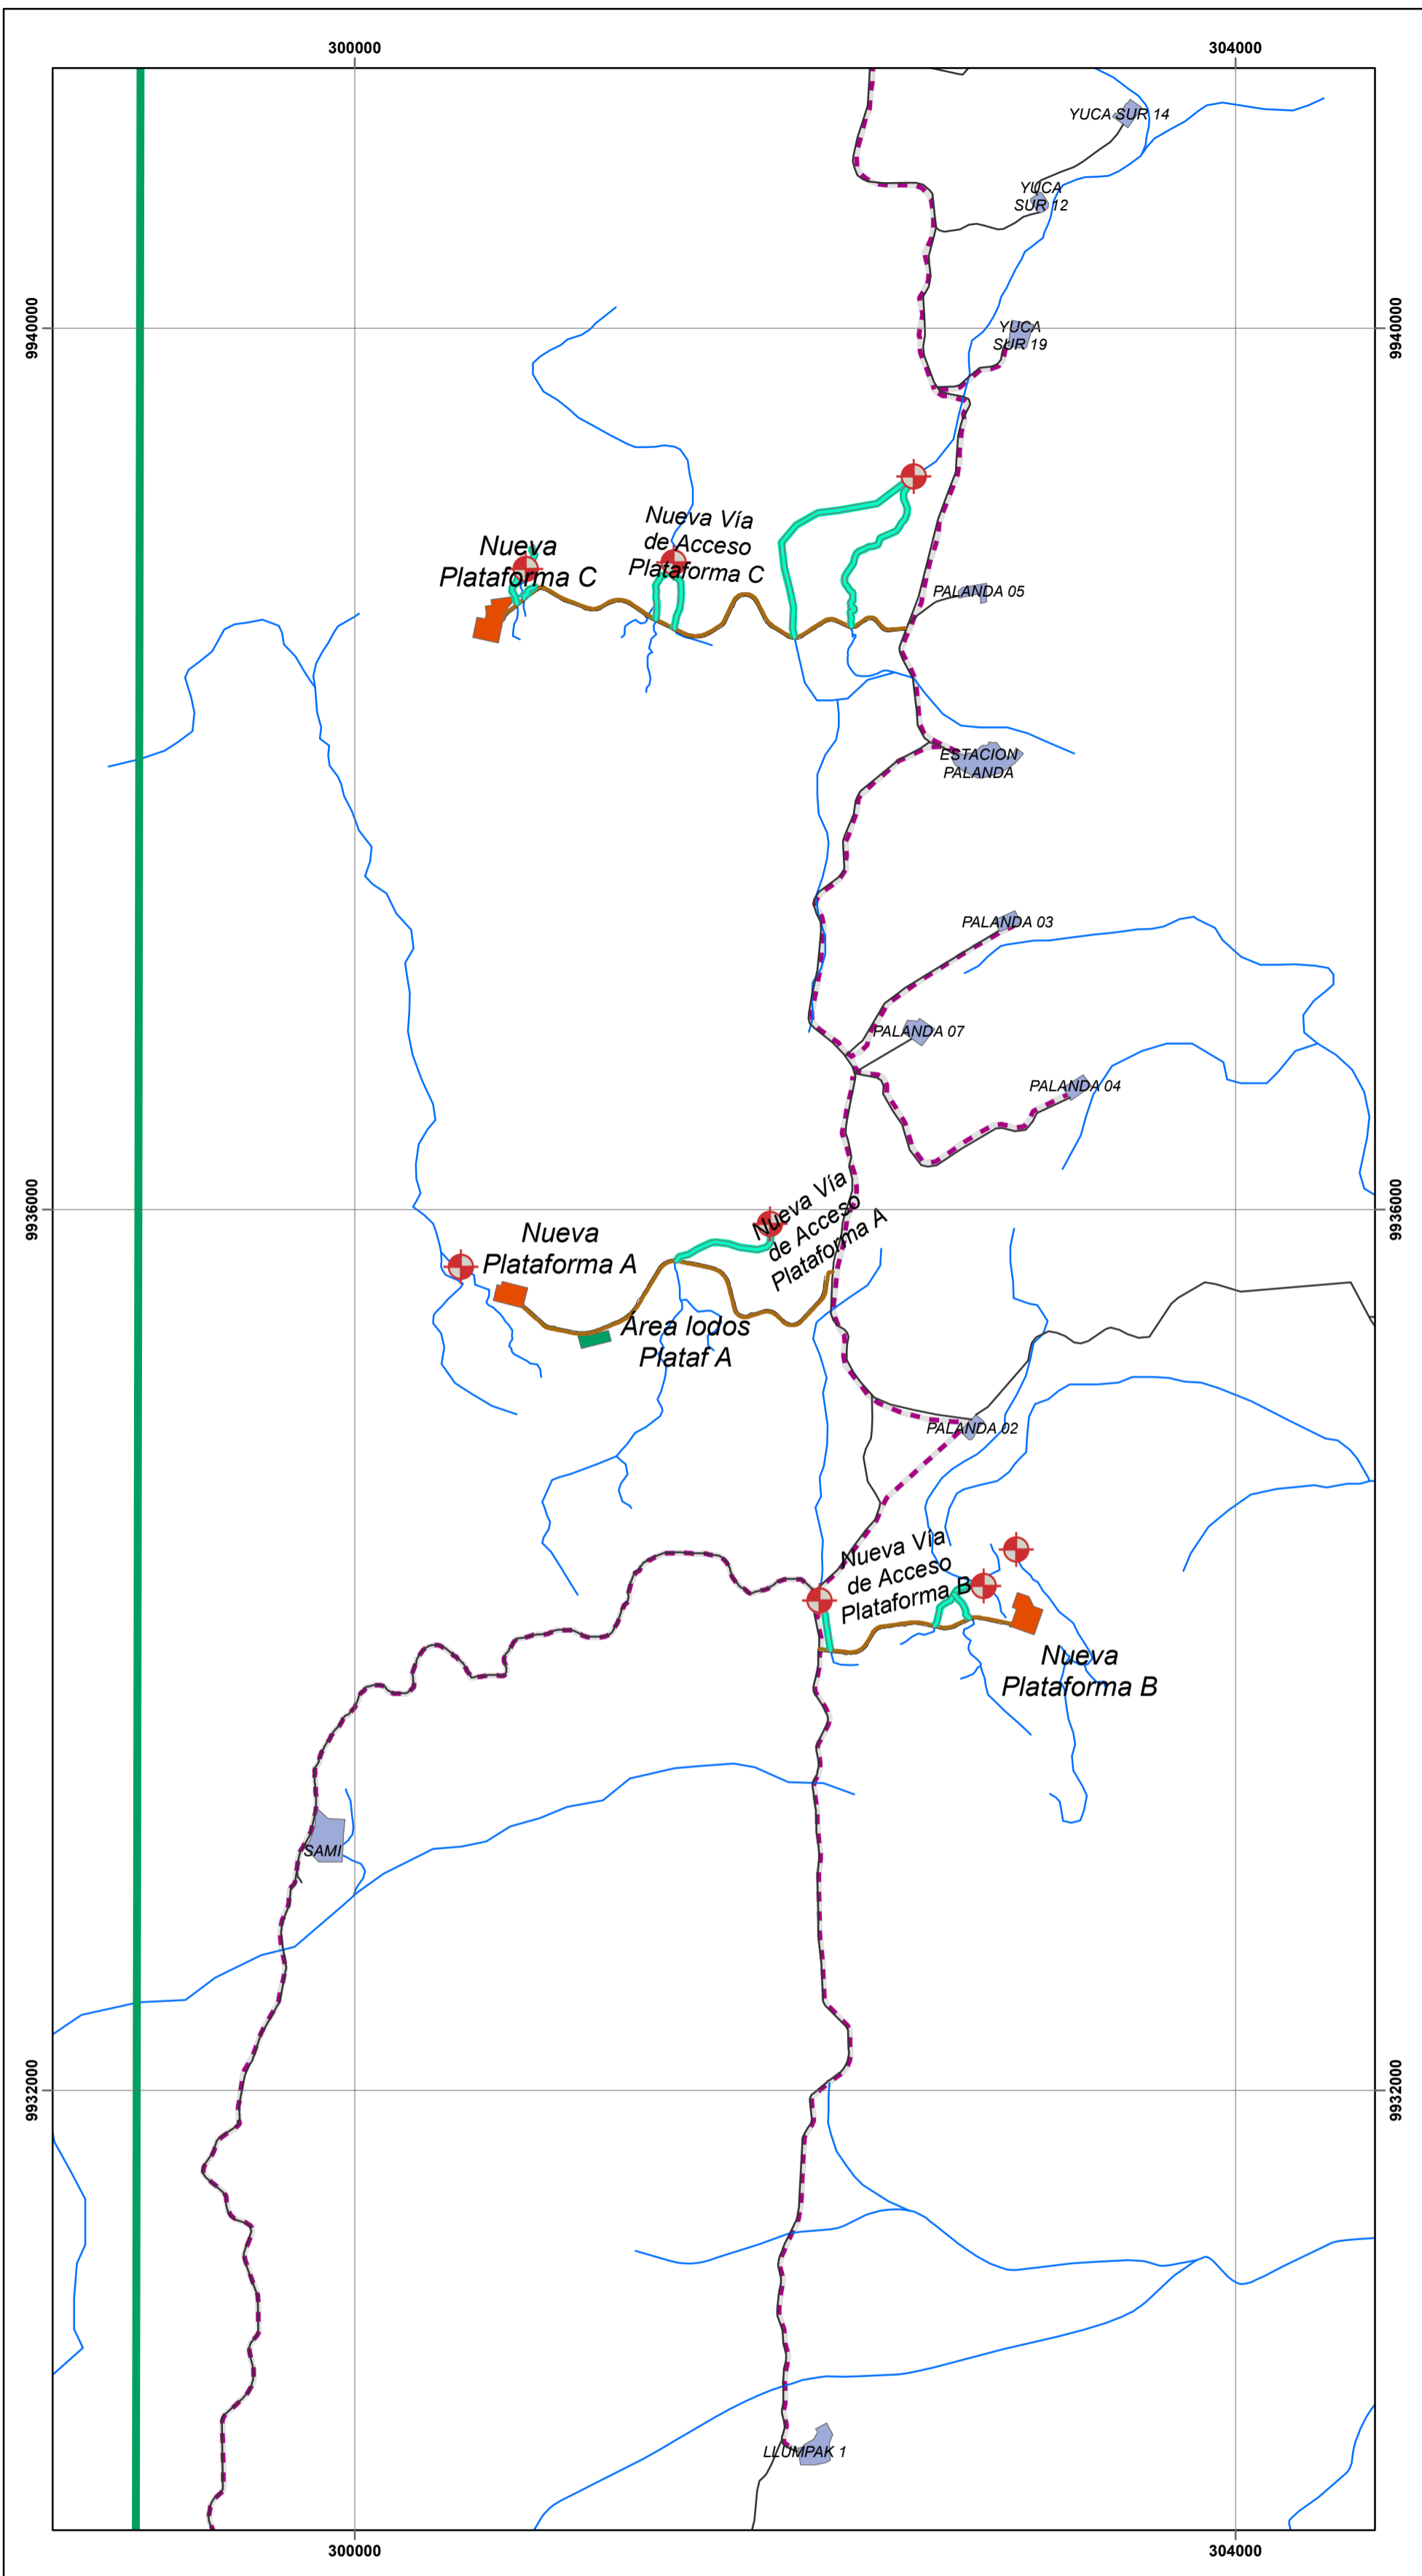 300000
304000
YUCA SUR 14
YUCA
SUR 12
9940000
9940000
YUCA
SUR 19
Nueva Vía
de Acceso
Plataforma C
Nueva
Plataforma C
PALANDA 05
ESTACION
PALANDA
PALANDA 03
PALANDA 07
PALANDA 04
9936000
9936000
Nueva Vía
de Acceso
Plataforma A
Nueva
Plataforma A
Área lodos
Plataf A
PALANDA 02
Nueva Vía
de Acceso
Plataforma B
Nueva
Plataforma B
SAMI
9932000
9932000
LLUMPAK 1
300000
304000